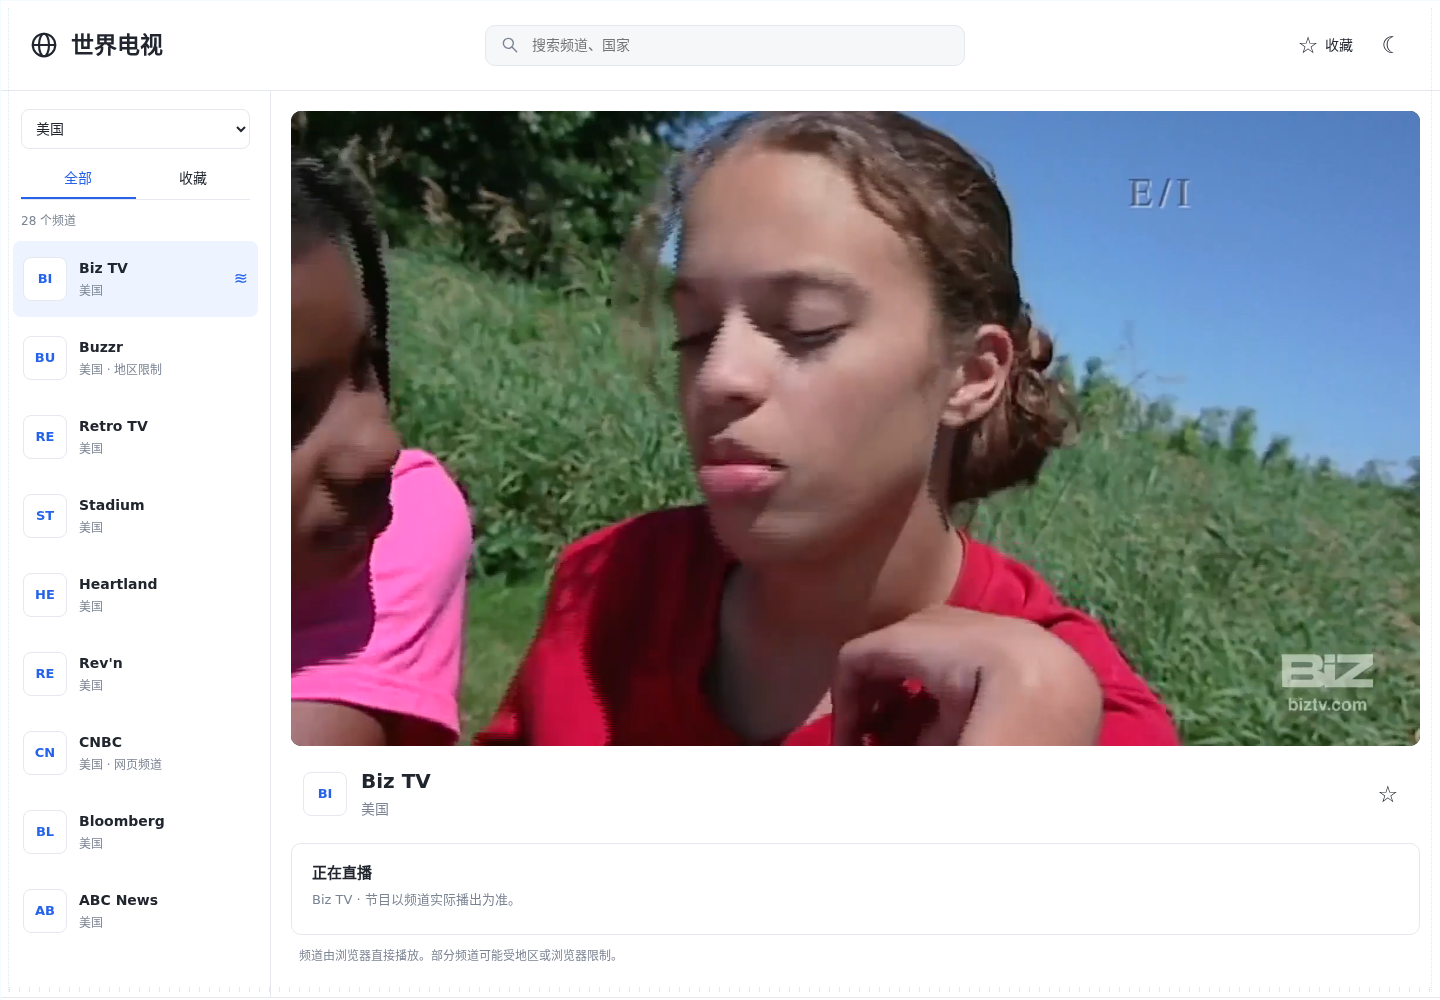 世界电视
搜索频道、国家
收藏
美国
全部
收藏
28 个频道
BI
Biz TV
美国
BU
Buzzr
美国 · 地区限制
RE
Retro TV
美国
ST
Stadium
美国
HE
Heartland
美国
RE
Rev'n
美国
CN
CNBC
美国 · 网页频道
BL
Bloomberg
美国
AB
ABC News
美国
E/I
BiZ
biztv.com
BI
Biz TV
美国
正在直播
Biz TV · 节目以频道实际播出为准。
频道由浏览器直接播放。部分频道可能受地区或浏览器限制。